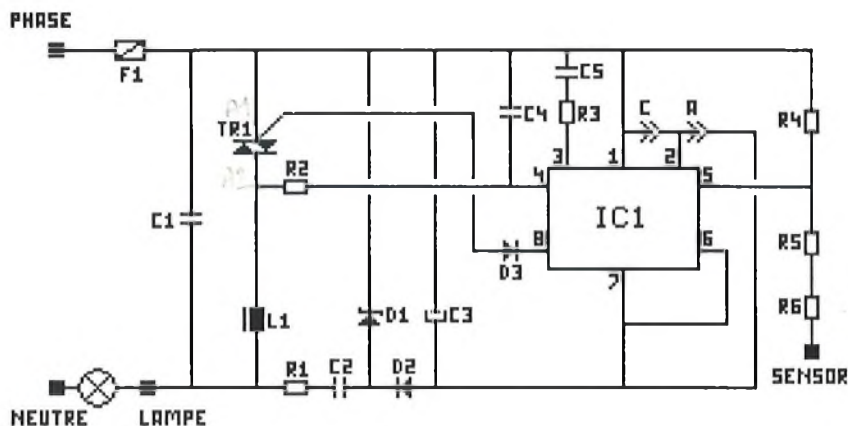 PHASE
F1
C5
C4
R3
C
A
R4
A1
TR1
3
1
2
R2
4
5
C1
IC1
8
6
R5
D3
7
L1
D1
C3
R6
R1
C2
D2
SENSOR
NEUTRE
LAMPE